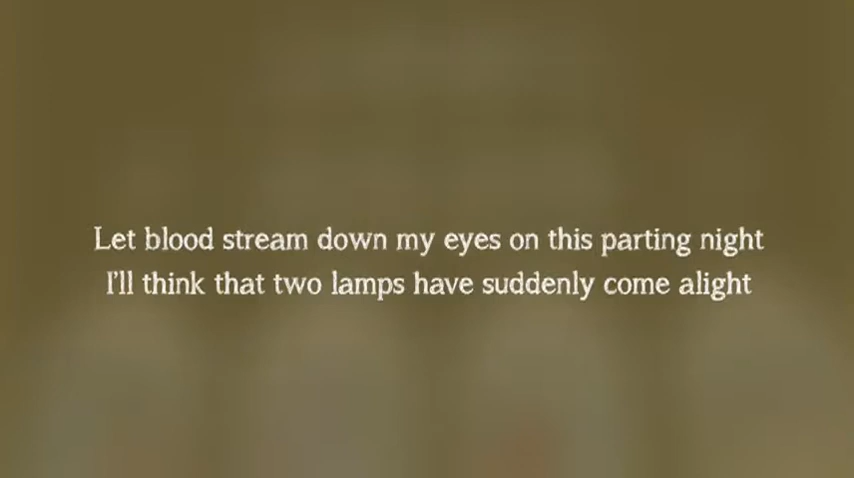 Let blood stream down my eyes on this parting night
I'll think that two lamps have suddenly come alight